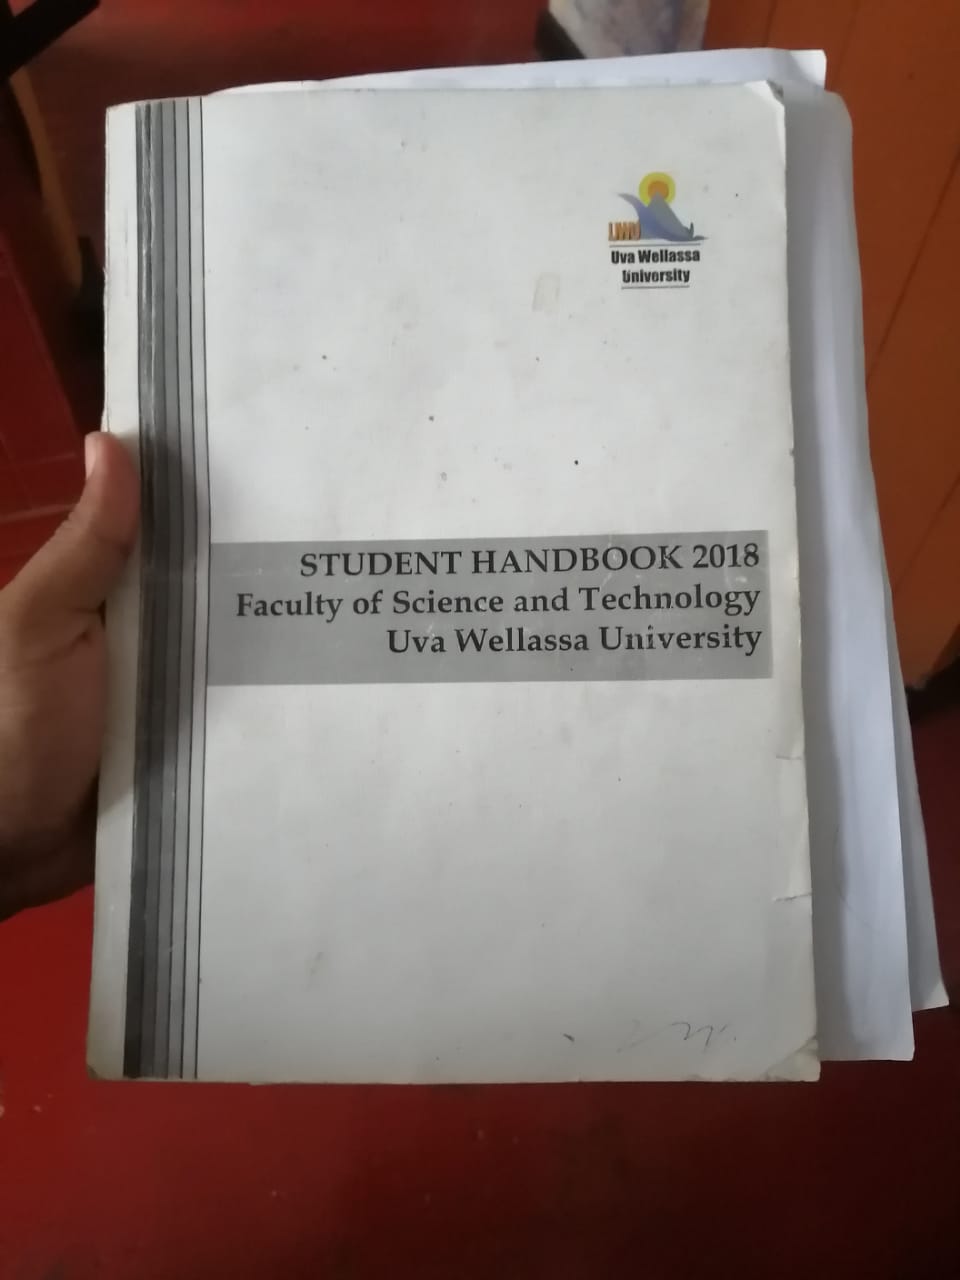 UWU
Uva Wellassa
University
STUDENT HANDBOOK 2018
Faculty of Science and Technology
Uva Wellassa University